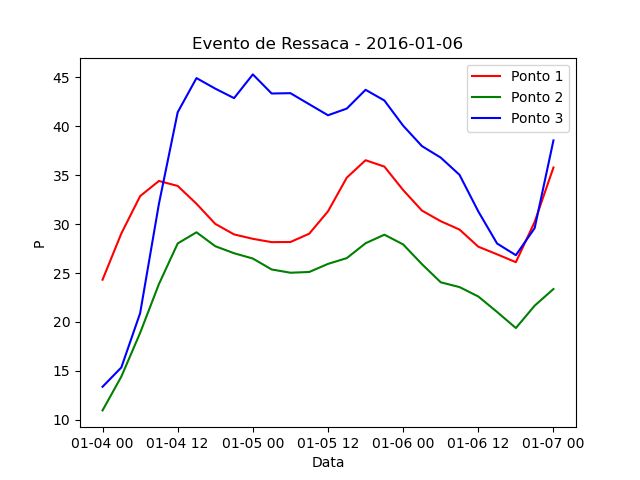 Evento de Ressaca - 2016-01-06
Ponto 1
Ponto 2
Ponto 3
P
45
40
35
30
25
20
15
10
01-04 00 01-04 12 01-05 00 01-05 12 01-06 00 01-06 12 01-07 00
Data